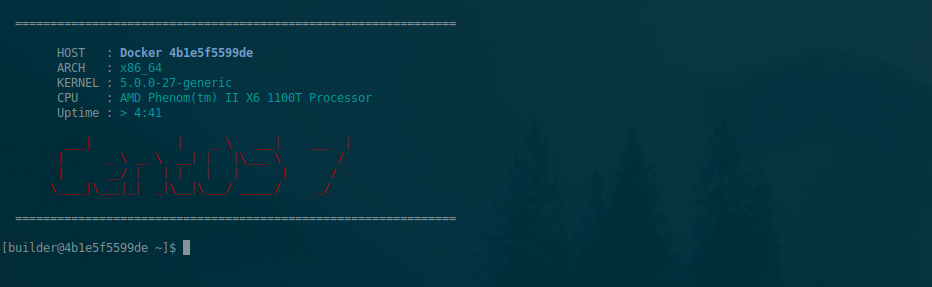 ===============================================================
HOST   : Docker 4b1e5f5599de
ARCH   : x86_64
KERNEL : 5.0.0-27-generic
CPU    : AMD Phenom(tm) II X6 1100T Processor
Uptime : > 4:41
CentOS 7
===============================================================
[builder@4b1e5f5599de ~]$